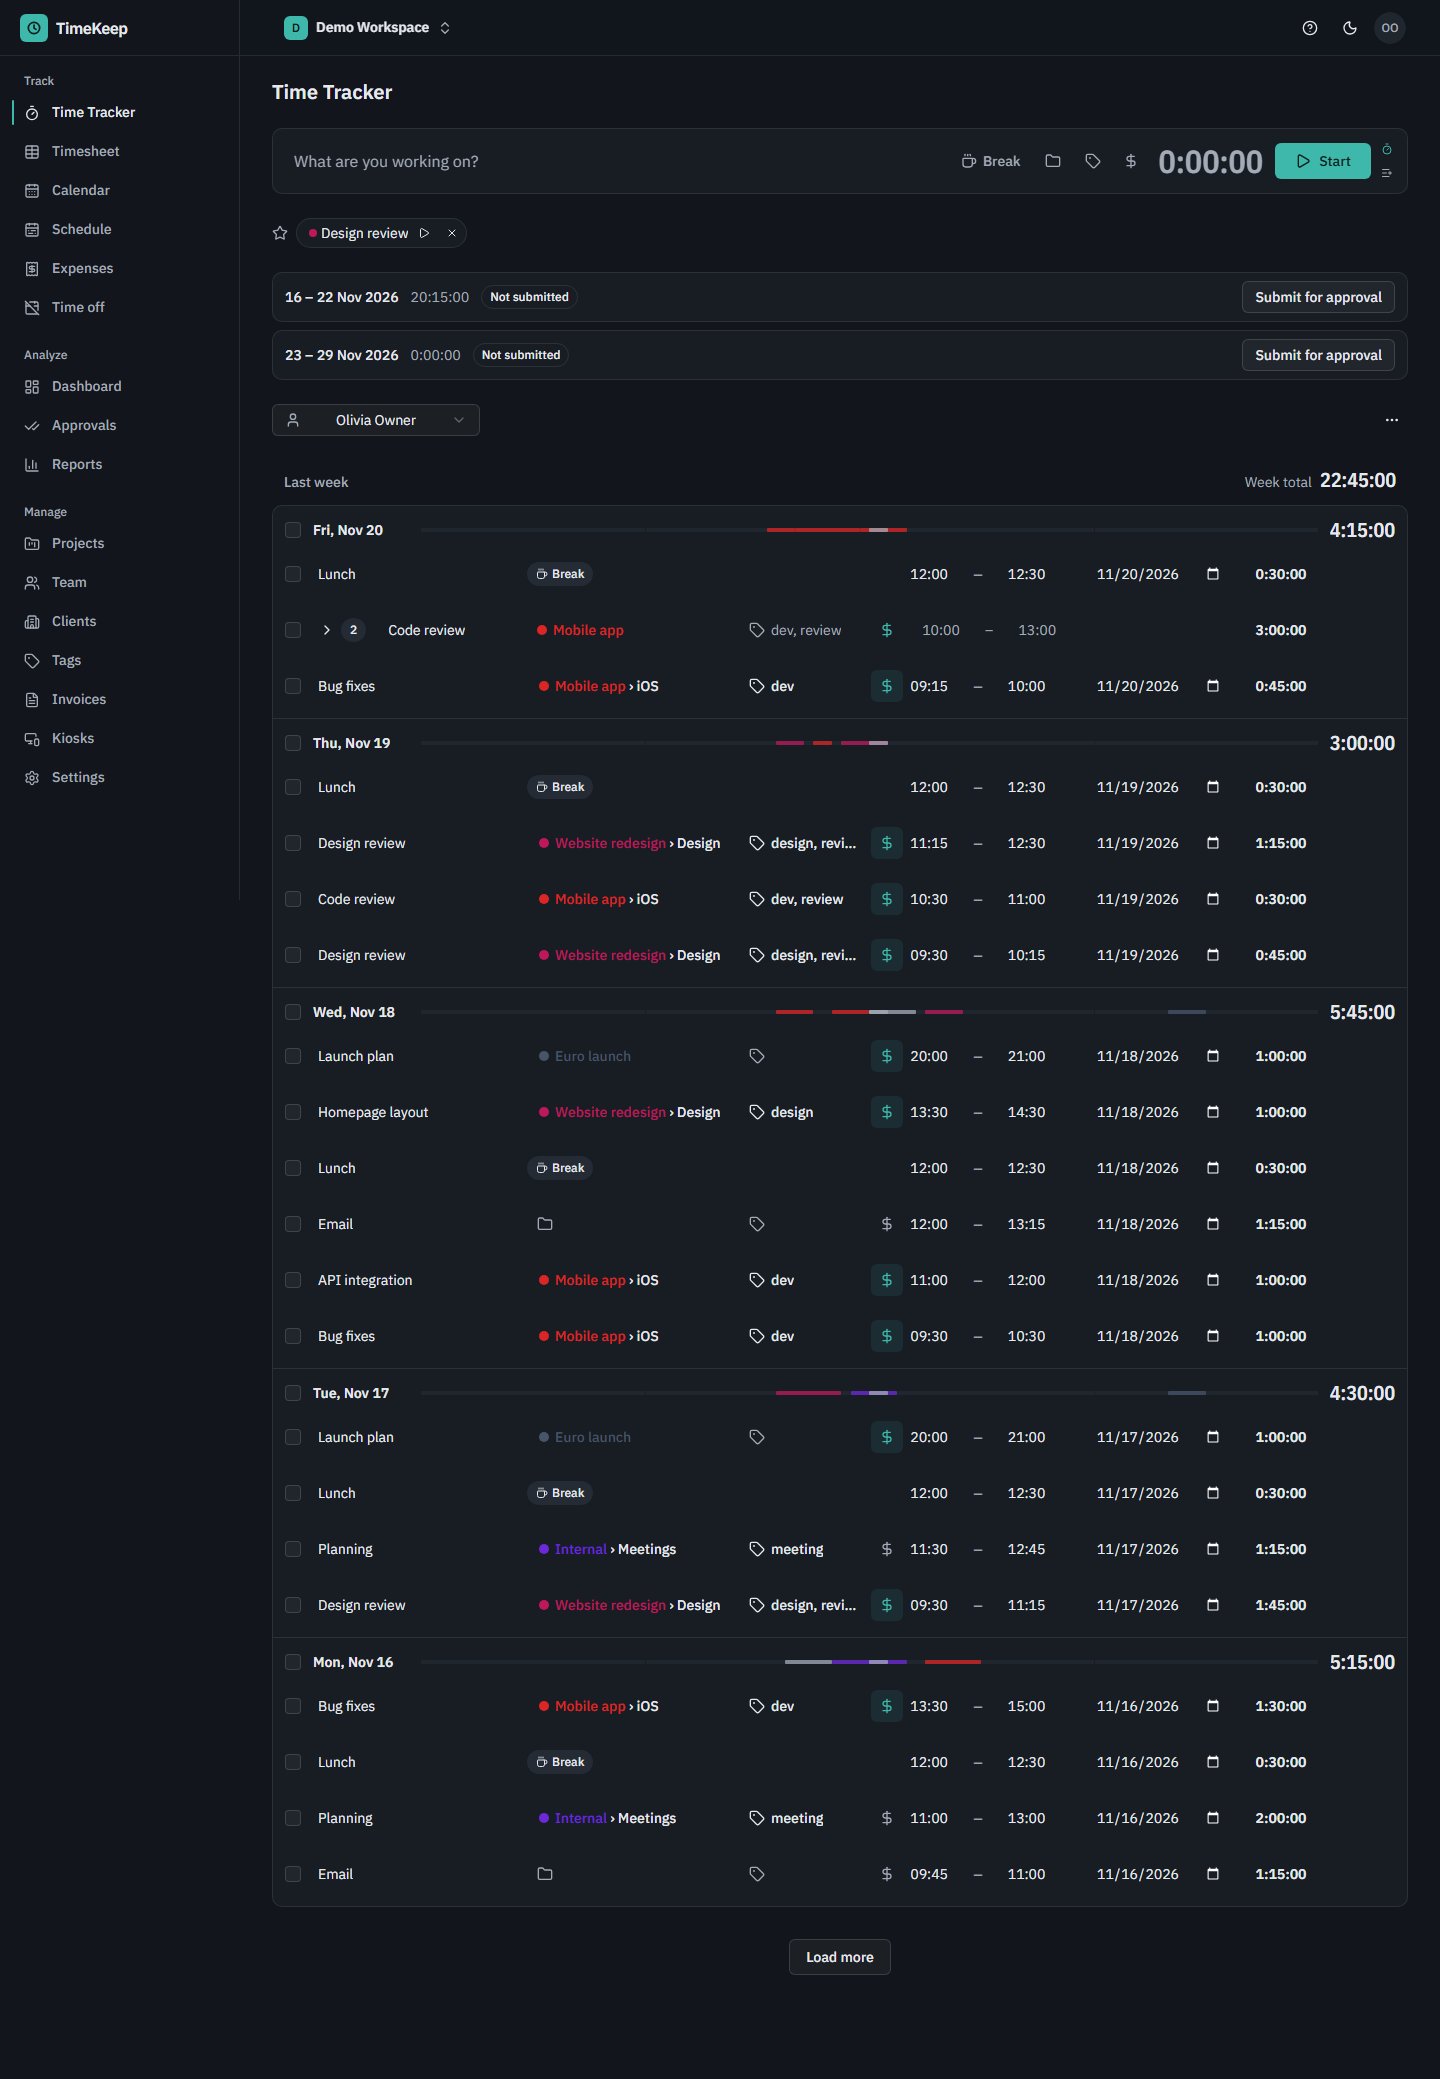 TimeKeep
D Demo Workspace
OO
Track
Time Tracker
Timesheet
Calendar
Schedule
Expenses
Time off
Analyze
Dashboard
Approvals
Reports
Manage
Projects
Team
Clients
Tags
Invoices
Kiosks
Settings
Time Tracker
What are you working on? Break 0:00:00 Start
Design review
16 – 22 Nov 2026 20:15:00 Not submitted Submit for approval
23 – 29 Nov 2026 0:00:00 Not submitted Submit for approval
Olivia Owner
Last week Week total 22:45:00
Fri, Nov 20 4:15:00
Lunch Break 12:00 – 12:30 11/20/2026 0:30:00
2 Code review Mobile app dev, review $ 10:00 – 13:00 3:00:00
Bug fixes Mobile app › iOS dev $ 09:15 – 10:00 11/20/2026 0:45:00
Thu, Nov 19 3:00:00
Lunch Break 12:00 – 12:30 11/19/2026 0:30:00
Design review Website redesign › Design design, revi... $ 11:15 – 12:30 11/19/2026 1:15:00
Code review Mobile app › iOS dev, review $ 10:30 – 11:00 11/19/2026 0:30:00
Design review Website redesign › Design design, revi... $ 09:30 – 10:15 11/19/2026 0:45:00
Wed, Nov 18 5:45:00
Launch plan Euro launch $ 20:00 – 21:00 11/18/2026 1:00:00
Homepage layout Website redesign › Design design $ 13:30 – 14:30 11/18/2026 1:00:00
Lunch Break 12:00 – 12:30 11/18/2026 0:30:00
Email $ 12:00 – 13:15 11/18/2026 1:15:00
API integration Mobile app › iOS dev $ 11:00 – 12:00 11/18/2026 1:00:00
Bug fixes Mobile app › iOS dev $ 09:30 – 10:30 11/18/2026 1:00:00
Tue, Nov 17 4:30:00
Launch plan Euro launch $ 20:00 – 21:00 11/17/2026 1:00:00
Lunch Break 12:00 – 12:30 11/17/2026 0:30:00
Planning Internal › Meetings meeting $ 11:30 – 12:45 11/17/2026 1:15:00
Design review Website redesign › Design design, revi... $ 09:30 – 11:15 11/17/2026 1:45:00
Mon, Nov 16 5:15:00
Bug fixes Mobile app › iOS dev $ 13:30 – 15:00 11/16/2026 1:30:00
Lunch Break 12:00 – 12:30 11/16/2026 0:30:00
Planning Internal › Meetings meeting $ 11:00 – 13:00 11/16/2026 2:00:00
Email $ 09:45 – 11:00 11/16/2026 1:15:00
Load more